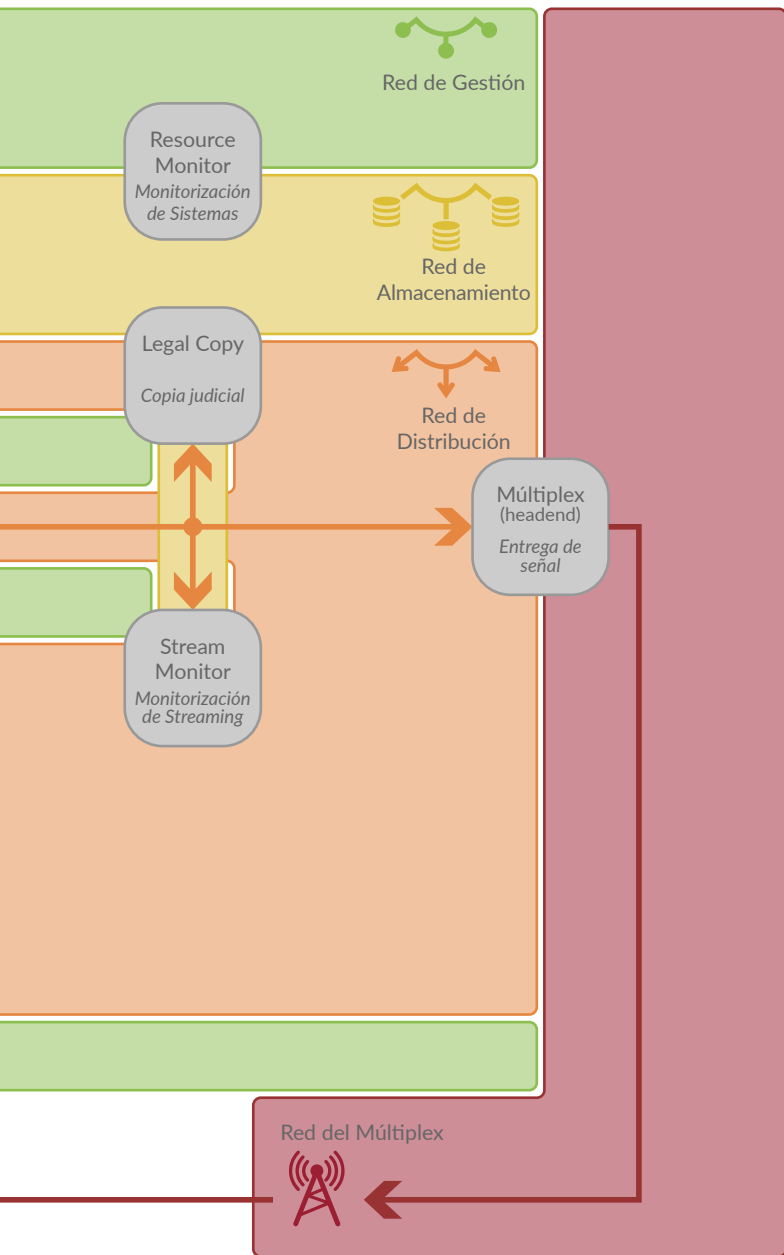 Red de Gestión
Resource
Monitor
Monitorización
de Sistemas
Red de
Almacenamiento
Legal Copy
Copia judicial
Red de
Distribución
Múltiplex
(headend)
Entrega de
señal
Stream
Monitor
Monitorización
de Streaming
Red del Múltiplex